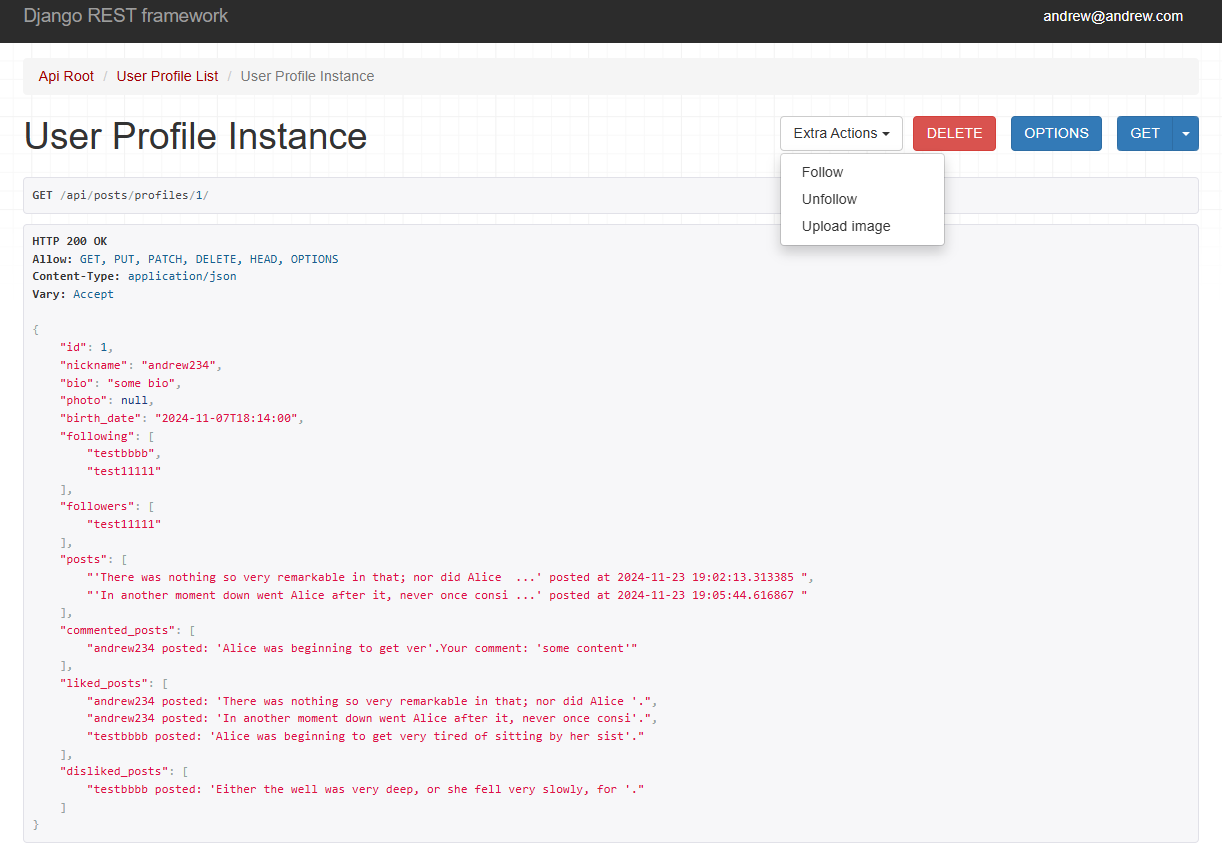 Django REST framework
andrew@andrew.com
Api Root / User Profile List / User Profile Instance
User Profile Instance
Extra Actions
DELETE
OPTIONS
GET
Follow
Unfollow
Upload image
GET /api/posts/profiles/1/
HTTP 200 OK
Allow: GET, PUT, PATCH, DELETE, HEAD, OPTIONS
Content-Type: application/json
Vary: Accept
{
    "id": 1,
    "nickname": "andrew234",
    "bio": "some bio",
    "photo": null,
    "birth_date": "2024-11-07T18:14:00",
    "following": [
        "testbbbb",
        "test11111"
    ],
    "followers": [
        "test11111"
    ],
    "posts": [
        "'There was nothing so very remarkable in that; nor did Alice  ...' posted at 2024-11-23 19:02:13.313385 ",
        "'In another moment down went Alice after it, never once consi ...' posted at 2024-11-23 19:05:44.616867 "
    ],
    "commented_posts": [
        "andrew234 posted: 'Alice was beginning to get ver'.Your comment: 'some content'"
    ],
    "liked_posts": [
        "andrew234 posted: 'There was nothing so very remarkable in that; nor did Alice '.",
        "andrew234 posted: 'In another moment down went Alice after it, never once consi'.",
        "testbbbb posted: 'Alice was beginning to get very tired of sitting by her sist'."
    ],
    "disliked_posts": [
        "testbbbb posted: 'Either the well was very deep, or she fell very slowly, for '."
    ]
}